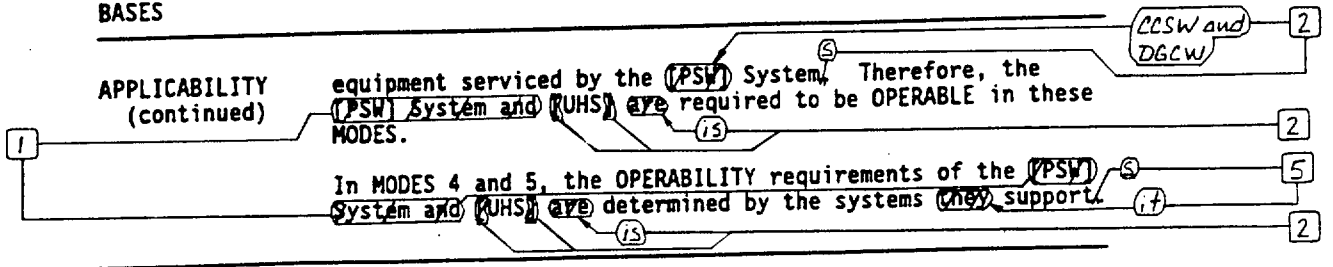 BASES
CCSW and 2
DGCW
APPLICABILITY equipment serviced by the [PSW] System. S Therefore, the
(continued) [PSW] System and [UHS] are required to be OPERABLE in these
MODES. is 2
1
In MODES 4 and 5, the OPERABILITY requirements of the [PSW] S 5
System and [UHS] are determined by the systems they support. it
is 2